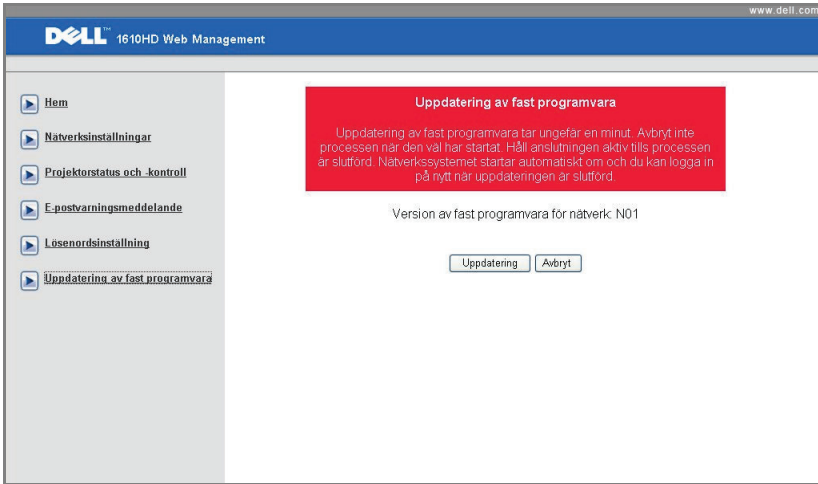 www.dell.com
DELL™ 1610HD Web Management
Hem
Nätverksinställningar
Projektorstatus och -kontroll
E-postvarningsmeddelande
Lösenordsinställning
Uppdatering av fast programvara
Uppdatering av fast programvara
Uppdatering av fast programvara tar ungefär en minut. Avbryt inte
processen när den väl har startat. Håll anslutningen aktiv tills processen
är slutförd. Nätverkssystemet startar automatiskt om och du kan logga in
på nytt när uppdateringen är slutförd.
Version av fast programvara för nätverk: N01
Uppdatering Avbryt